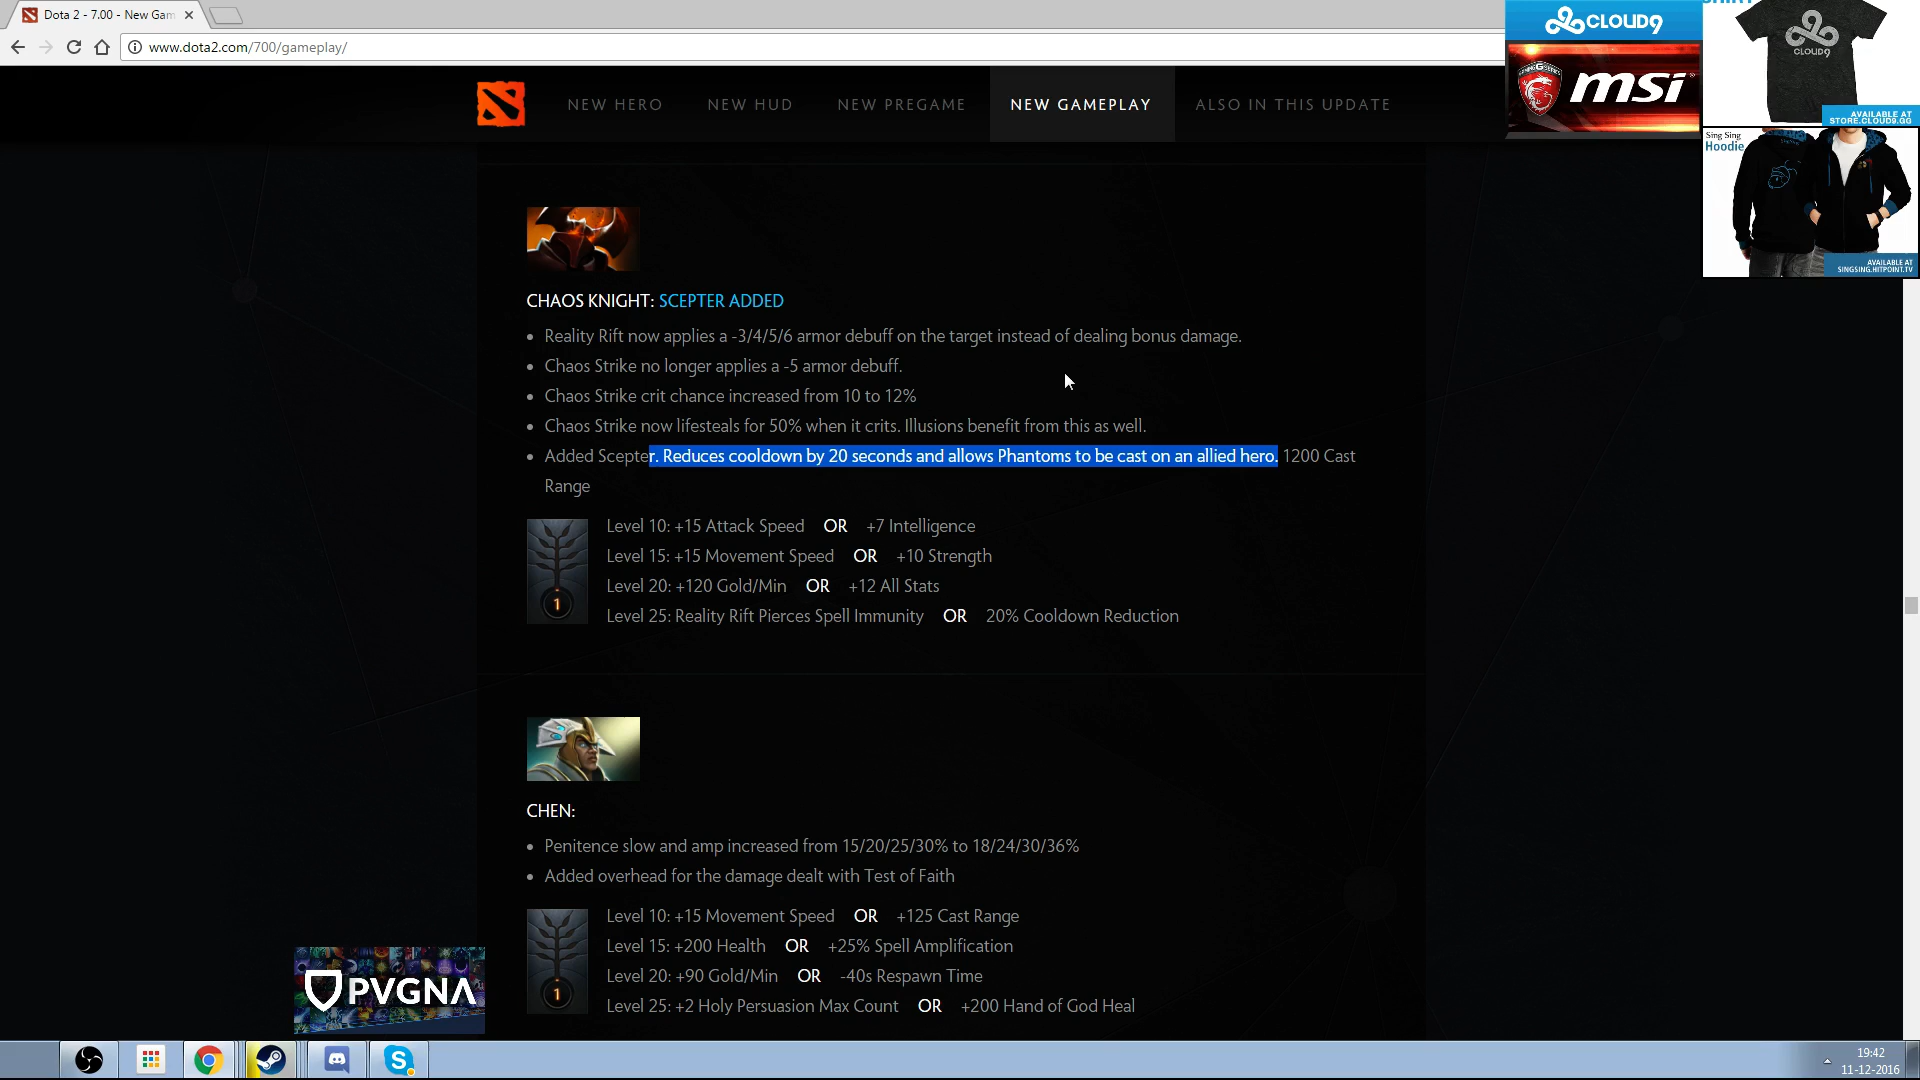 Dota 2 - 7.00 - New Gam
www.dota2.com/700/gameplay/
CLOUD9
CLOUD9
AVAILABLE AT
STORE.CLOUD9.GG
msi
NEW HERO
NEW HUD
NEW PREGAME
NEW GAMEPLAY
ALSO IN THIS UPDATE
Sing Sing
Hoodie
AVAILABLE AT
SINGSING.HITPOINT.TV
CHAOS KNIGHT: SCEPTER ADDED
Reality Rift now applies a -3/4/5/6 armor debuff on the target instead of dealing bonus damage.
Chaos Strike no longer applies a -5 armor debuff.
Chaos Strike crit chance increased from 10 to 12%
Chaos Strike now lifesteals for 50% when it crits. Illusions benefit from this as well.
Added Scepter. Reduces cooldown by 20 seconds and allows Phantoms to be cast on an allied hero. 1200 Cast
Range
Level 10: +15 Attack Speed OR +7 Intelligence
Level 15: +15 Movement Speed OR +10 Strength
Level 20: +120 Gold/Min OR +12 All Stats
1
Level 25: Reality Rift Pierces Spell Immunity OR 20% Cooldown Reduction
CHEN:
Penitence slow and amp increased from 15/20/25/30% to 18/24/30/36%
Added overhead for the damage dealt with Test of Faith
Level 10: +15 Movement Speed OR +125 Cast Range
Level 15: +200 Health OR +25% Spell Amplification
Level 20: +90 Gold/Min OR -40s Respawn Time
1
Level 25: +2 Holy Persuasion Max Count OR +200 Hand of God Heal
PVGNA
19:42
11-12-2016